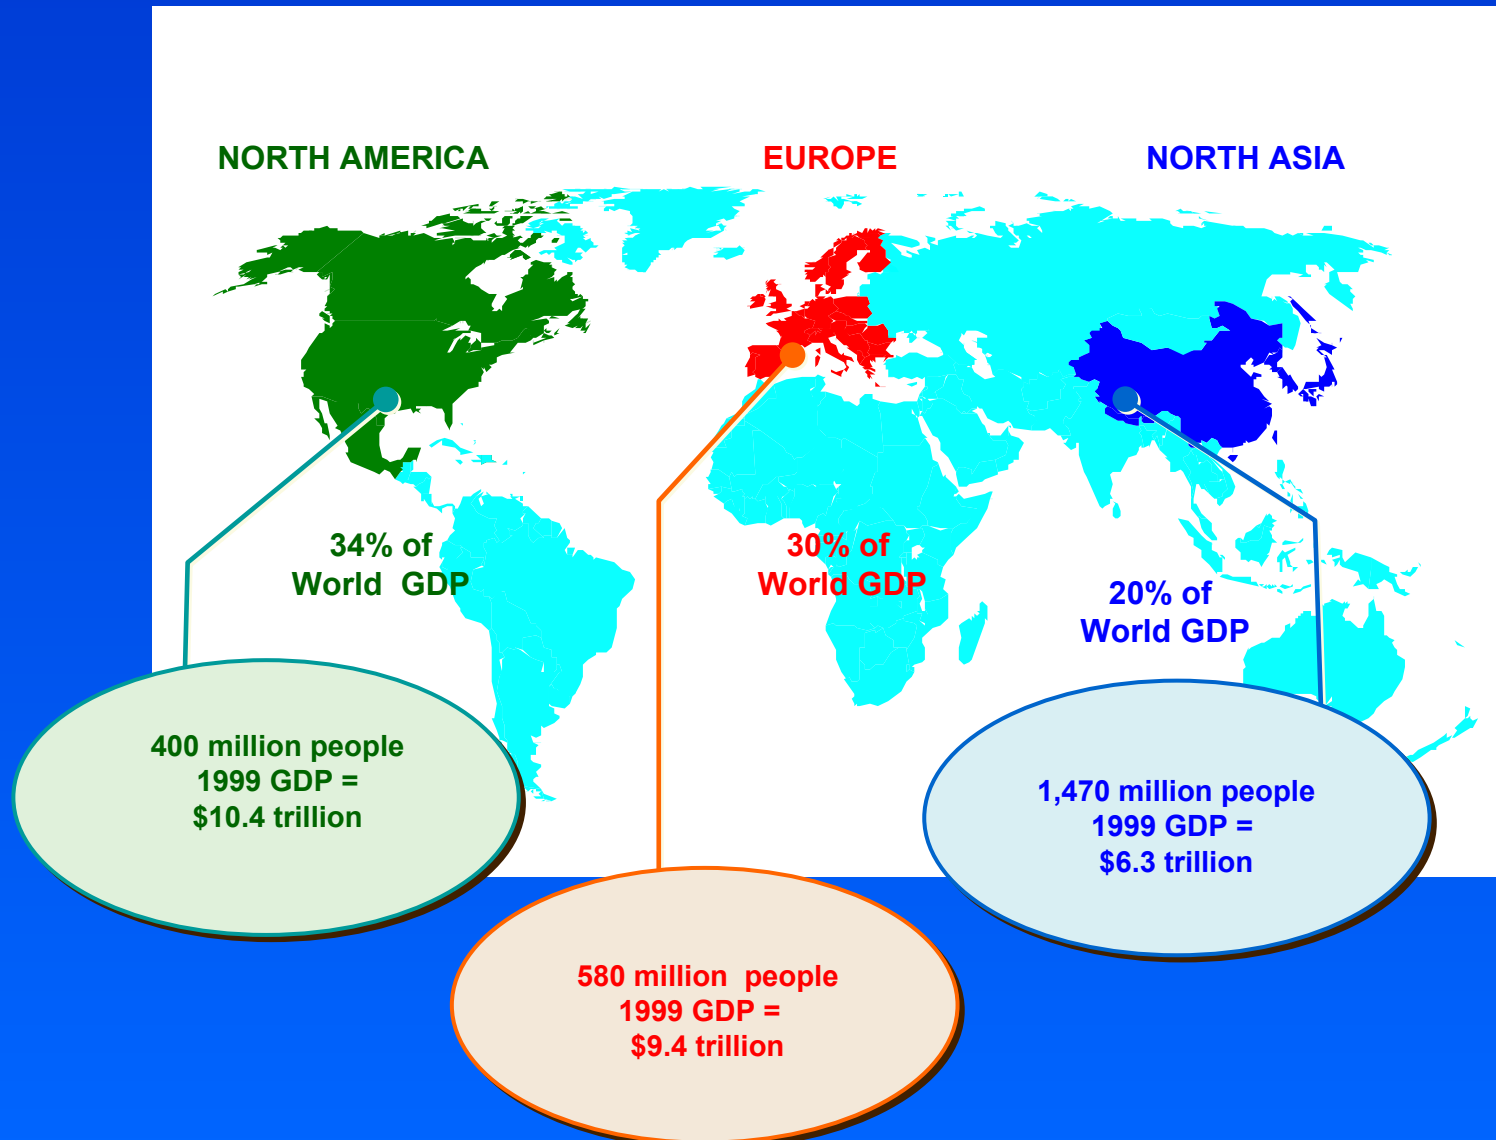 NORTH AMERICA
EUROPE
NORTH ASIA
34% of
World GDP
30% of
World GDP
20% of
World GDP
400 million people
1999 GDP =
$10.4 trillion
580 million people
1999 GDP =
$9.4 trillion
1,470 million people
1999 GDP =
$6.3 trillion